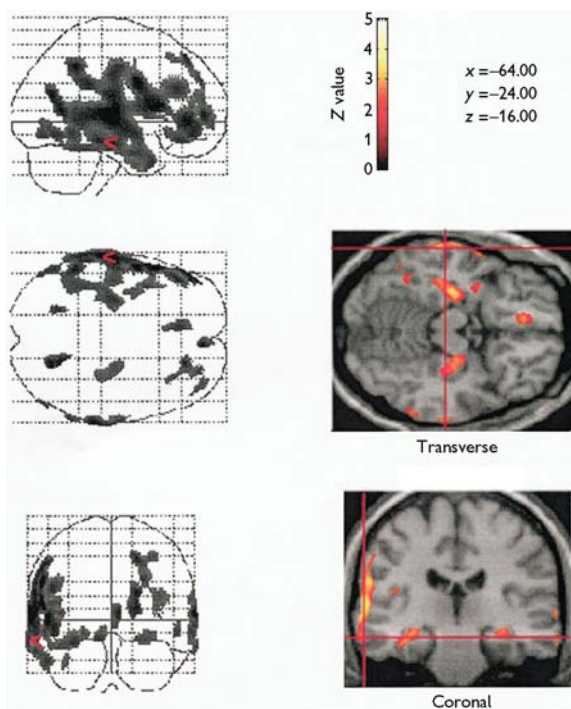 5
4
3
2
1
0
Z value
x =–64.00
y =–24.00
z =–16.00
Transverse
Coronal